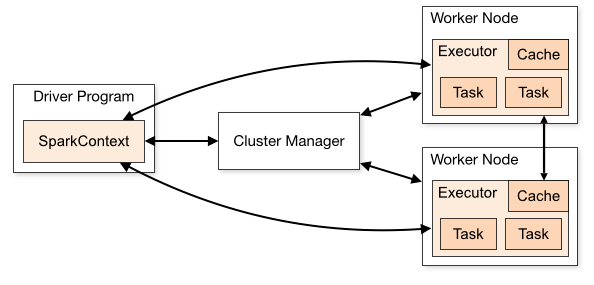 Driver Program
SparkContext
Cluster Manager
Worker Node
Executor
Cache
Task
Task
Worker Node
Executor
Cache
Task
Task